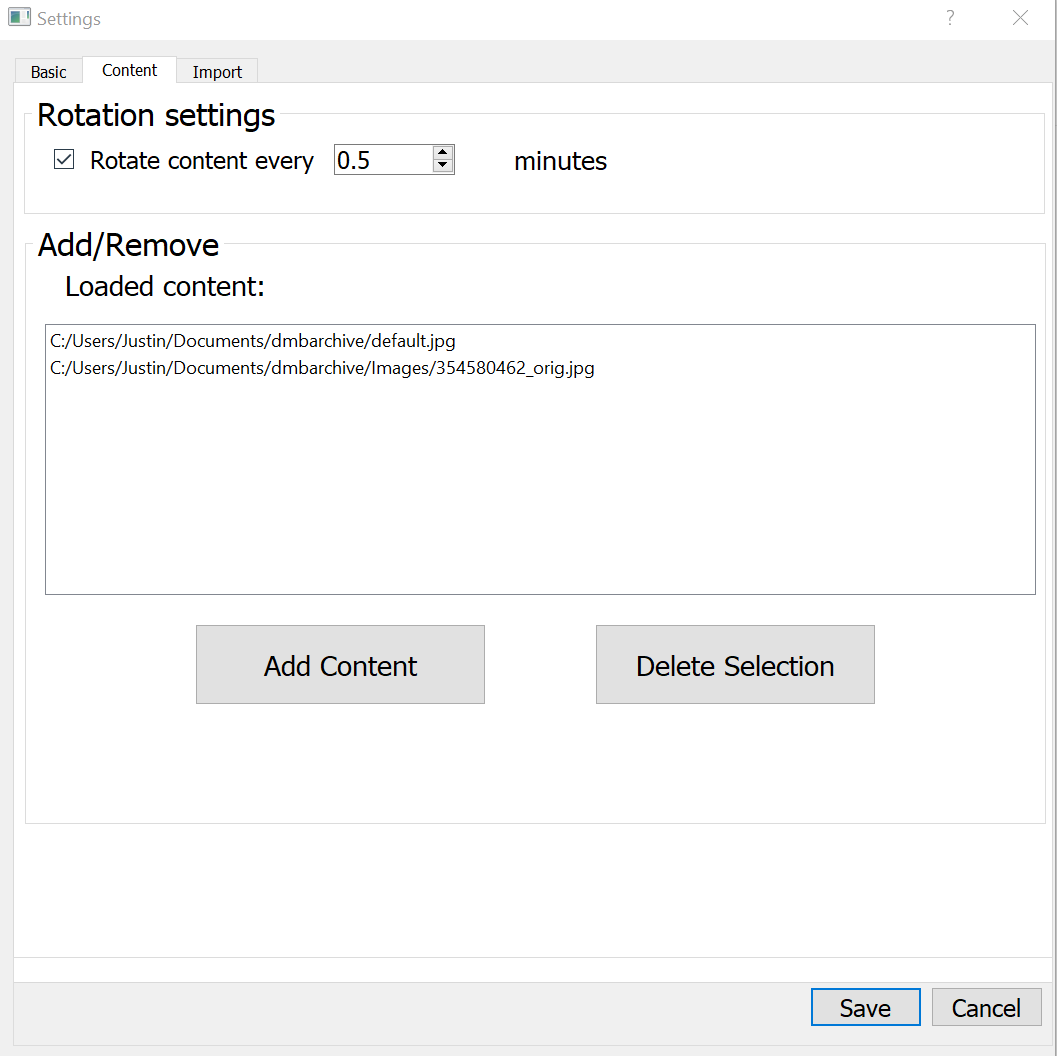 Settings ?
Basic Content Import
Rotation settings
Rotate content every 0.5 minutes
Add/Remove
Loaded content:
C:/Users/Justin/Documents/dmbarchive/default.jpg
C:/Users/Justin/Documents/dmbarchive/Images/354580462_orig.jpg
Add Content Delete Selection
Save Cancel